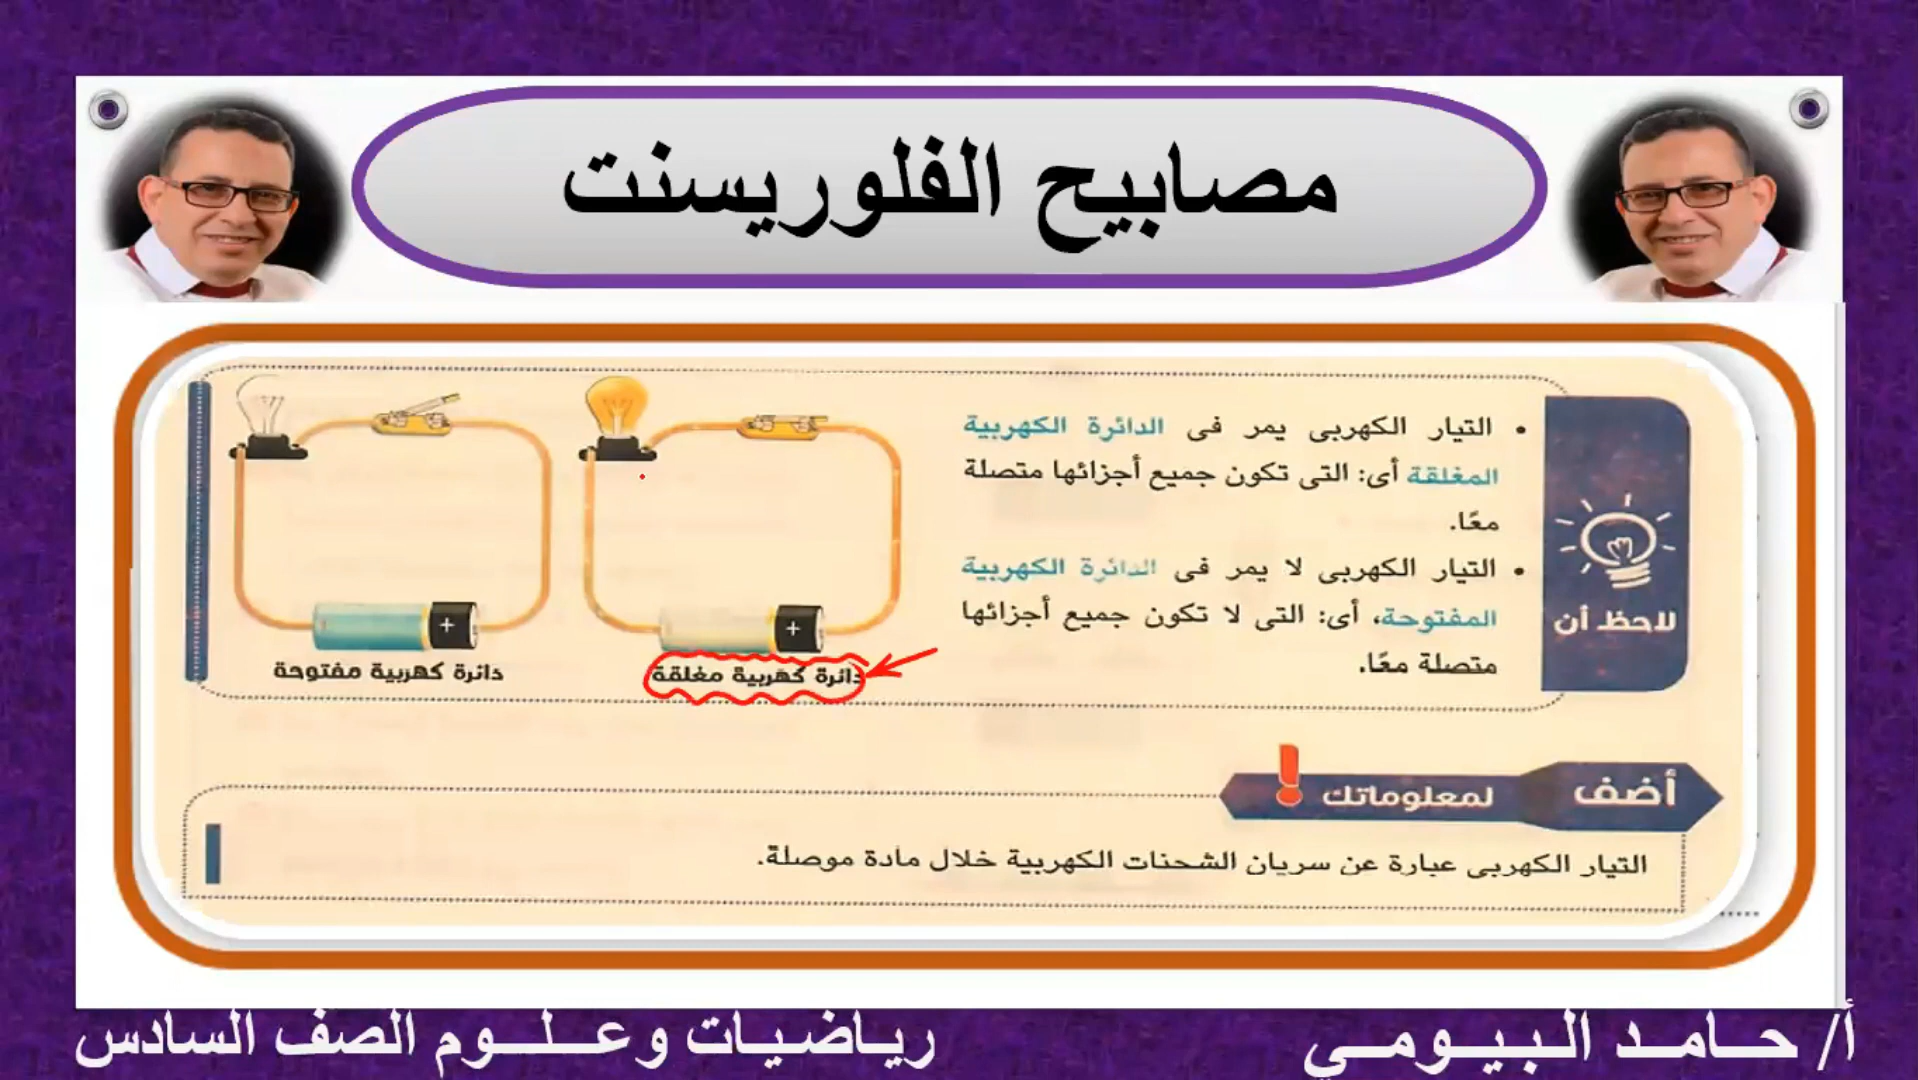 مصابيح الفلوريسنت
التيار الكهربى يمر فى الدائرة الكهربية
المغلقة أى: التى تكون جميع أجزائها متصلة
معًا.
التيار الكهربى لا يمر فى الدائرة الكهربية
المفتوحة، أى: التى لا تكون جميع أجزائها
متصلة معًا.
لاحظ أن
+
+
دائرة كهربية مغلقة
دائرة كهربية مفتوحة
أضف لمعلوماتك !
التيار الكهربى عبارة عن سريان الشحنات الكهربية خلال مادة موصلة.
أ/ حامد البيومي
رياضيات وعلوم الصف السادس